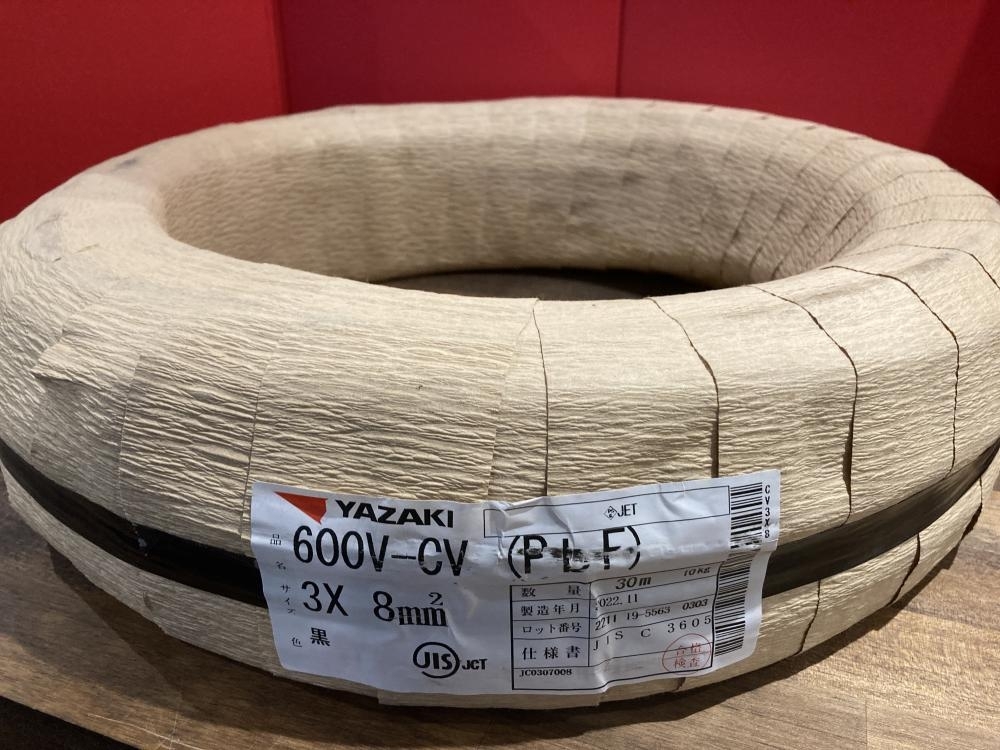 YAZAKI
PSE JET
CV3X8
品名 600V-CV (PbF)
サイズ 3X 8mm²
色 黒
JIS JCT
数量 30m 10kg
製造年月 2022.11
ロット番号 2211 19-5563 0303
仕様書 JIS C 3605
JC0307008
合格
検査